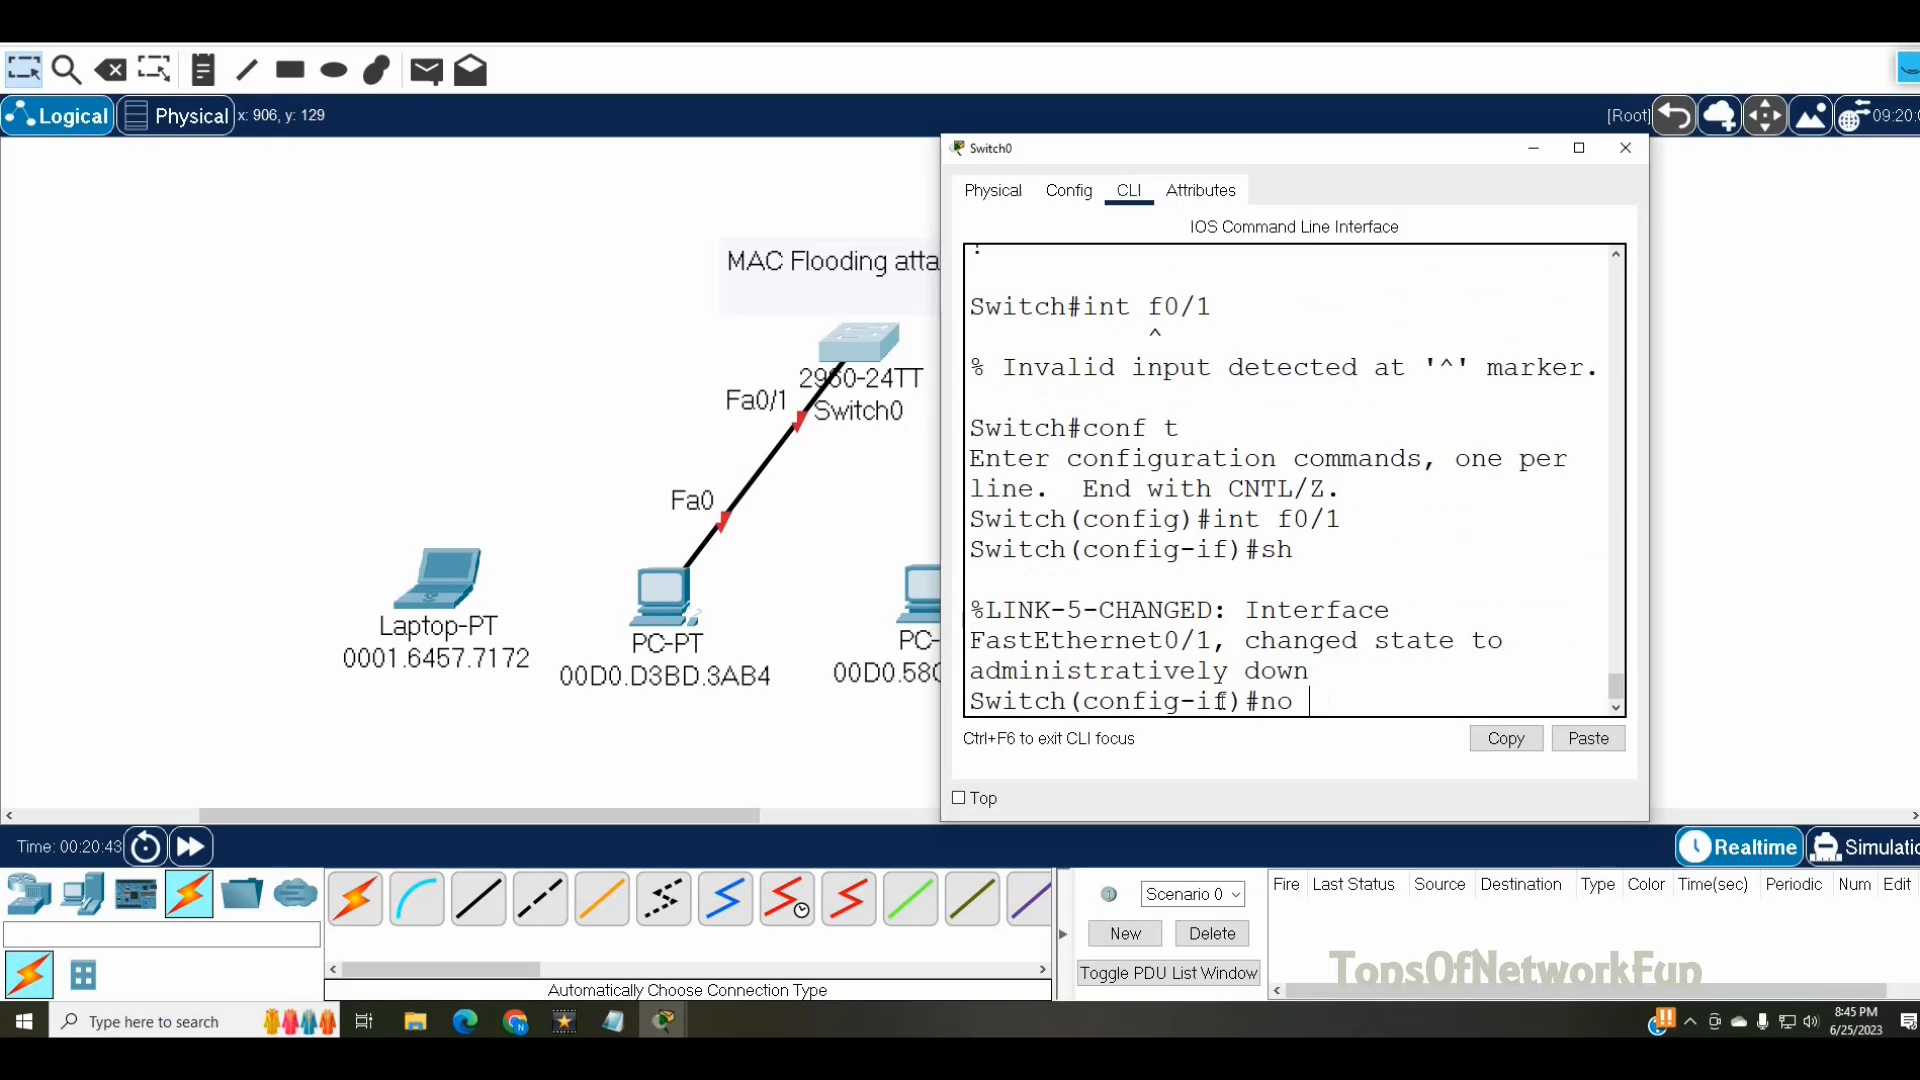 Logical
Physical
x: 906, y: 129
[Root]
09:20:0
MAC Flooding atta
2950-24TT
Switch0
Fa0/1
Fa0
Laptop-PT
0001.6457.7172
PC-PT
00D0.D3BD.3AB4
PC-
00D0.580
Switch0
Physical
Config
CLI
Attributes
IOS Command Line Interface
Switch#int f0/1
^
% Invalid input detected at '^' marker.
Switch#conf t
Enter configuration commands, one per
line. End with CNTL/Z.
Switch(config)#int f0/1
Switch(config-if)#sh
%LINK-5-CHANGED: Interface
FastEthernet0/1, changed state to
administratively down
Switch(config-if)#no
Ctrl+F6 to exit CLI focus
Copy
Paste
Top
Time: 00:20:43
Realtime
Simulatio
Automatically Choose Connection Type
Scenario 0
New
Delete
Toggle PDU List Window
Fire
Last Status
Source
Destination
Type
Color
Time(sec)
Periodic
Num
Edit
TopsOfNetworkFun
Type here to search
8:45 PM
6/25/2023